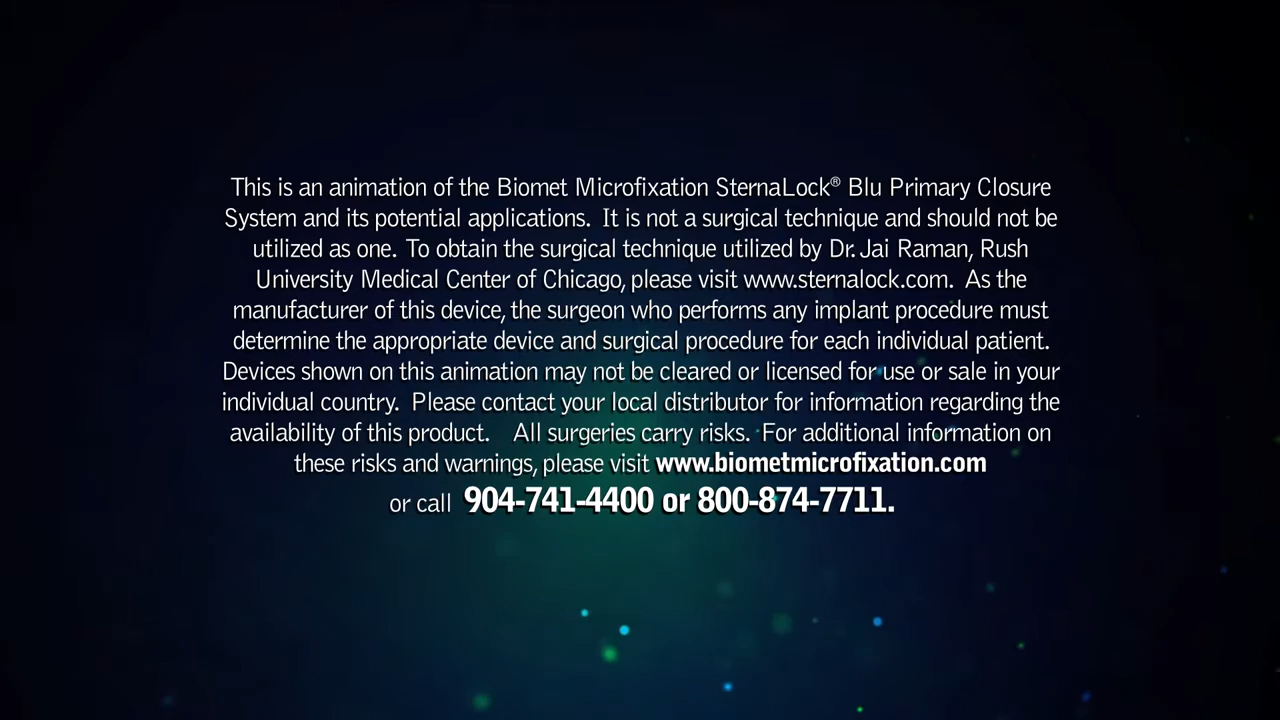 This is an animation of the Biomet Microfixation SternaLock® Blu Primary Closure
System and its potential applications.  It is not a surgical technique and should not be
utilized as one.  To obtain the surgical technique utilized by Dr. Jai Raman, Rush
University Medical Center of Chicago, please visit www.sternalock.com.  As the
manufacturer of this device, the surgeon who performs any implant procedure must
determine the appropriate device and surgical procedure for each individual patient.
Devices shown on this animation may not be cleared or licensed for use or sale in your
individual country.  Please contact your local distributor for information regarding the
availability of this product.    All surgeries carry risks.  For additional information on
these risks and warnings, please visit www.biometmicrofixation.com
or call  904-741-4400 or 800-874-7711.